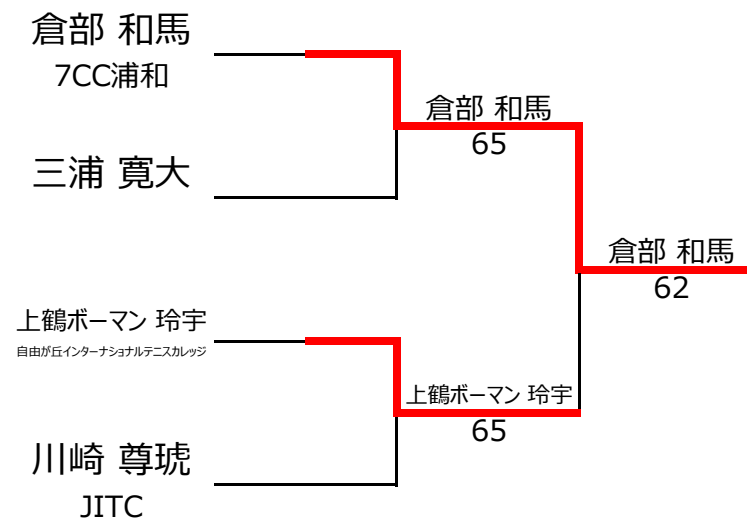 倉部 和馬
7CC浦和
倉部 和馬
65
三浦 寛大
倉部 和馬
62
上鶴ボーマン 玲宇
自由が丘インターナショナルテニスカレッジ
上鶴ボーマン 玲宇
65
川崎 尊琥
JITC